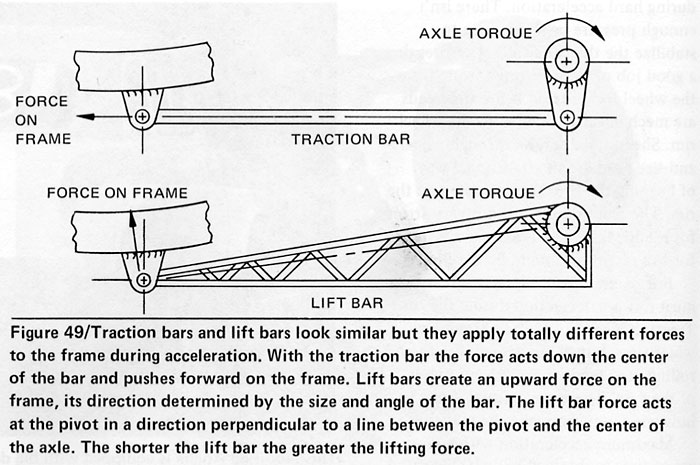 AXLE TORQUE
FORCE
ON
FRAME
TRACTION BAR
FORCE ON FRAME
AXLE TORQUE
LIFT BAR
Figure 49/Traction bars and lift bars look similar but they apply totally different forces
to the frame during acceleration. With the traction bar the force acts down the center
of the bar and pushes forward on the frame. Lift bars create an upward force on the
frame, its direction determined by the size and angle of the bar. The lift bar force acts
at the pivot in a direction perpendicular to a line between the pivot and the center of
the axle. The shorter the lift bar the greater the lifting force.